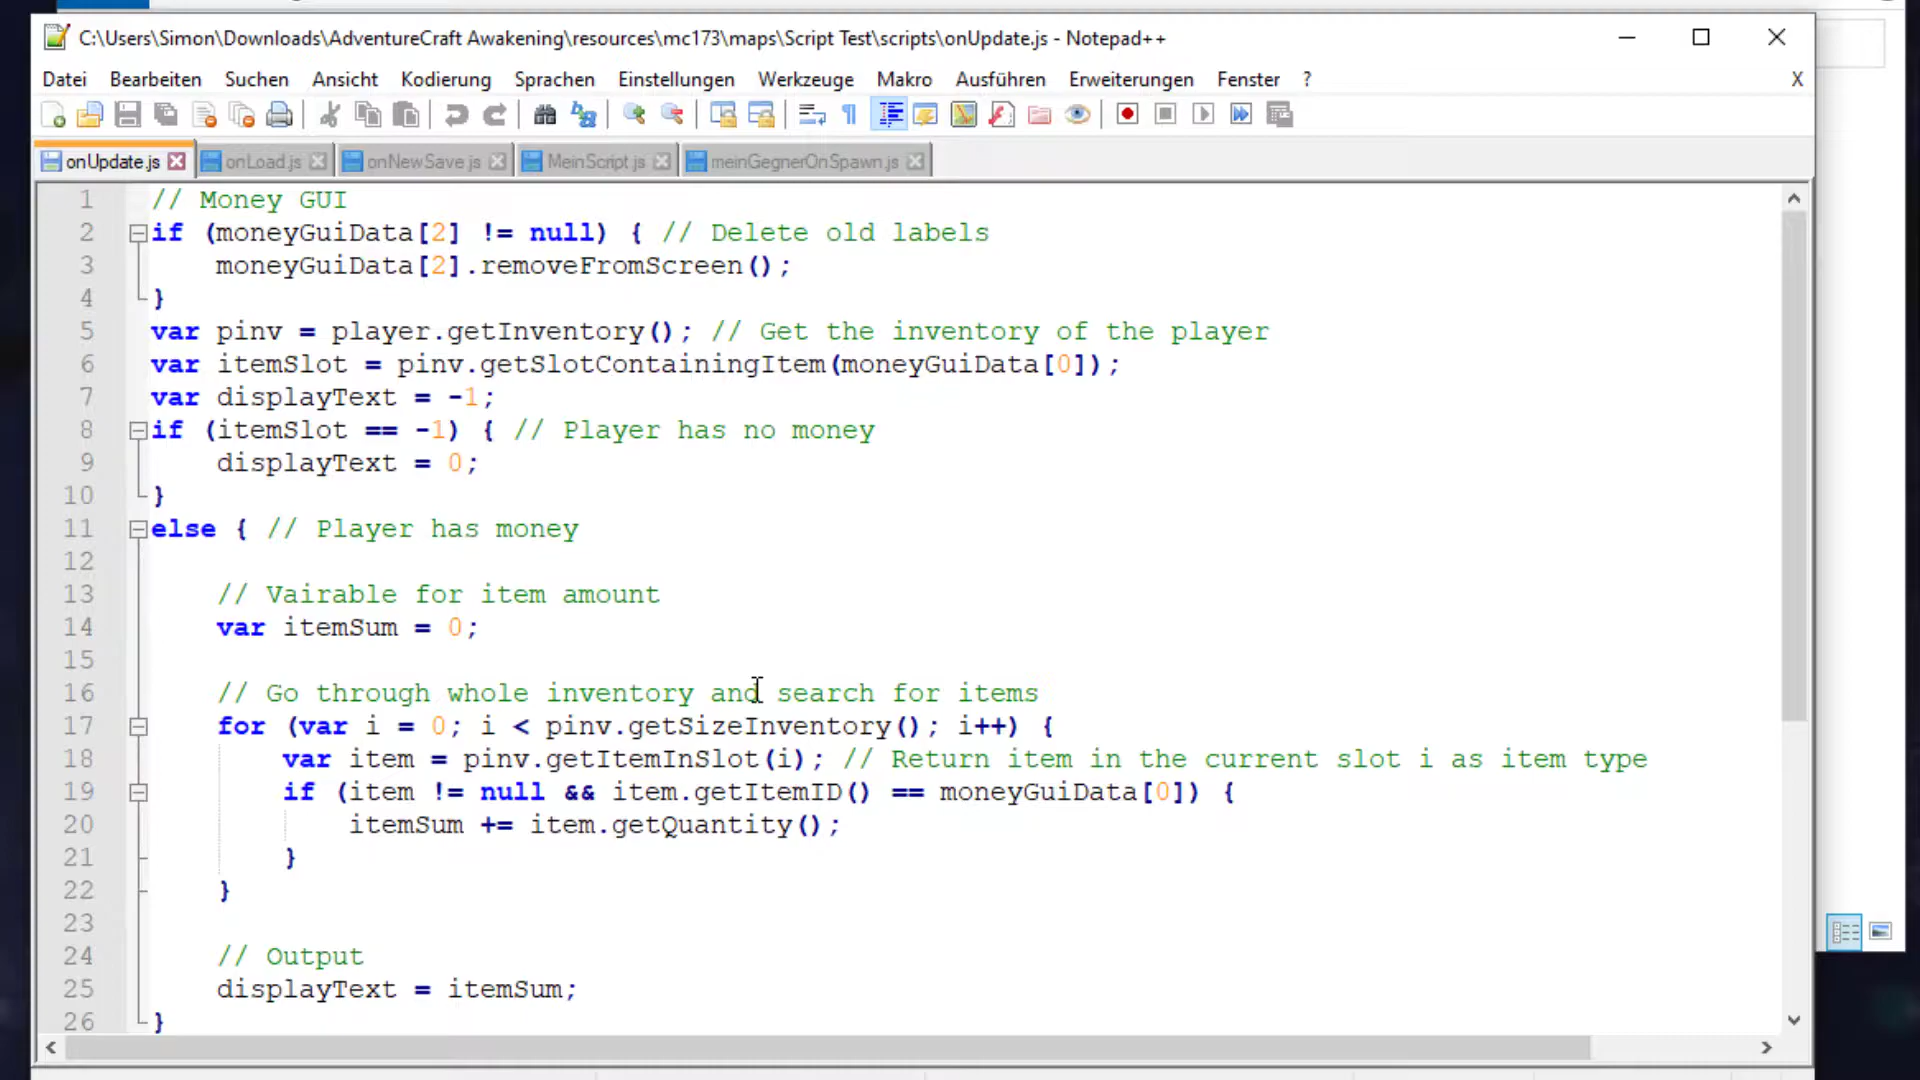 C:\Users\Simon\Downloads\AdventureCraft Awakening\resources\mc173\maps\Script Test\scripts\onUpdate.js - Notepad++
Datei Bearbeiten Suchen Ansicht Kodierung Sprachen Einstellungen Werkzeuge Makro Ausführen Erweiterungen Fenster ? X
onUpdate.js onLoad.js onNewSave.js MeinScript.js meinGegnerOnSpawn.js
1 // Money GUI
2 if (moneyGuiData[2] != null) { // Delete old labels
3 moneyGuiData[2].removeFromScreen();
4 }
5 var pinv = player.getInventory(); // Get the inventory of the player
6 var itemSlot = pinv.getSlotContainingItem(moneyGuiData[0]);
7 var displayText = -1;
8 if (itemSlot == -1) { // Player has no money
9 displayText = 0;
10 }
11 else { // Player has money
12
13 // Vairable for item amount
14 var itemSum = 0;
15
16 // Go through whole inventory and search for items
17 for (var i = 0; i < pinv.getSizeInventory(); i++) {
18 var item = pinv.getItemInSlot(i); // Return item in the current slot i as item type
19 if (item != null && item.getItemID() == moneyGuiData[0]) {
20 itemSum += item.getQuantity();
21 }
22 }
23
24 // Output
25 displayText = itemSum;
26 }